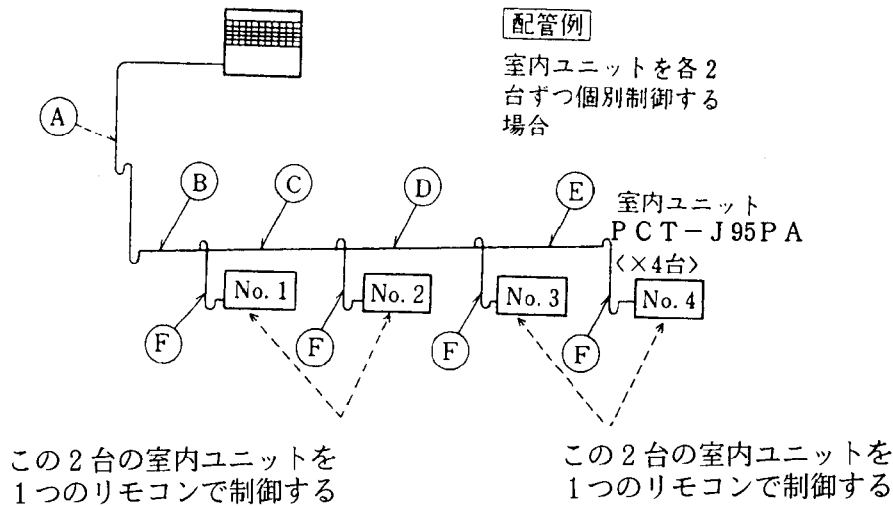 配管例
室内ユニットを各2
台ずつ個別制御する
場合
A
B
C
D
E
室内ユニット
PCT-J95PA
〈×4台〉
No.1
No.2
No.3
No.4
F
F
F
F
この2台の室内ユニットを
1つのリモコンで制御する
この2台の室内ユニットを
1つのリモコンで制御する